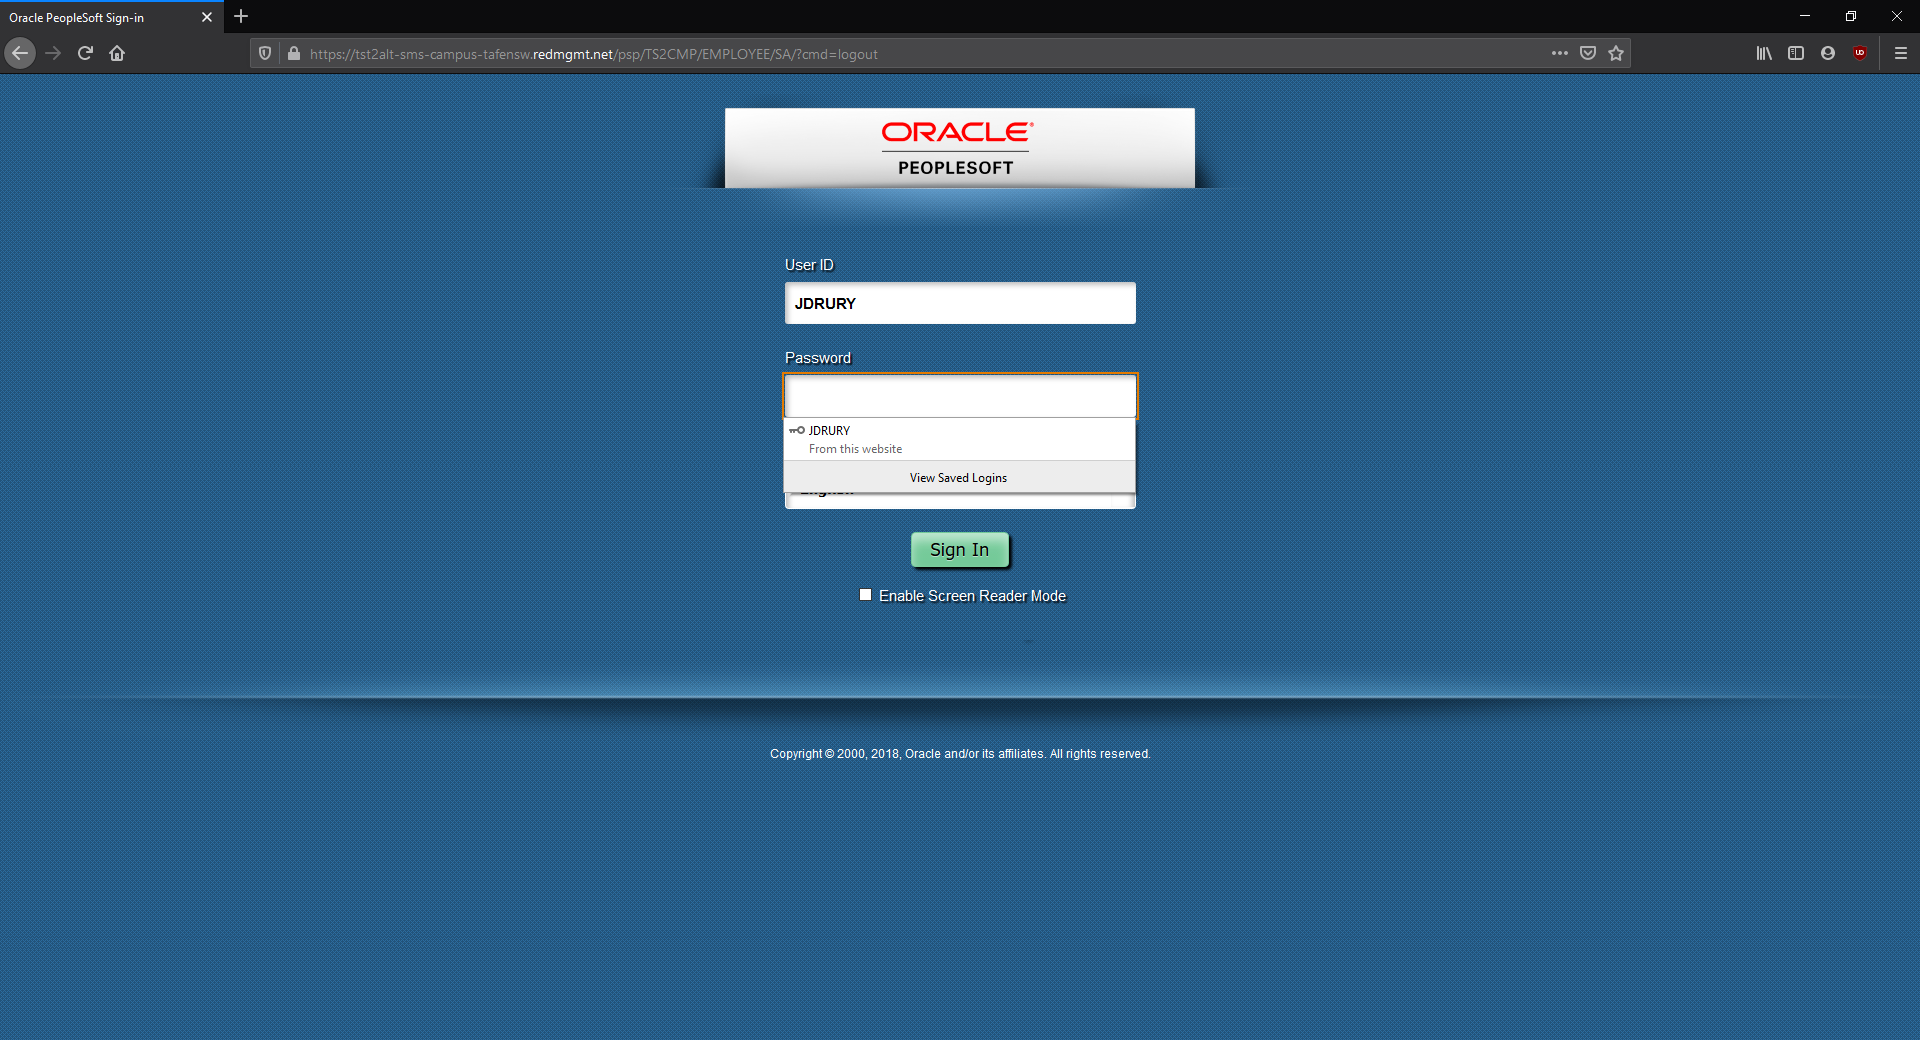 Oracle PeopleSoft Sign-in
https://tst2alt-sms-campus-tafensw.redmgmt.net/psp/TS2CMP/EMPLOYEE/SA/?cmd=logout
ORACLE®
PEOPLESOFT
User ID
JDRURY
Password
JDRURY
From this website
View Saved Logins
English
Sign In
Enable Screen Reader Mode
Copyright © 2000, 2018, Oracle and/or its affiliates. All rights reserved.